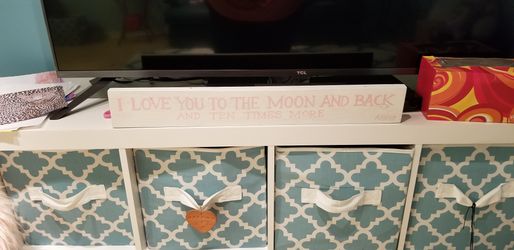 TCL
I LOVE YOU TO THE MOON AND BACK
AND TEN TIMES MORE